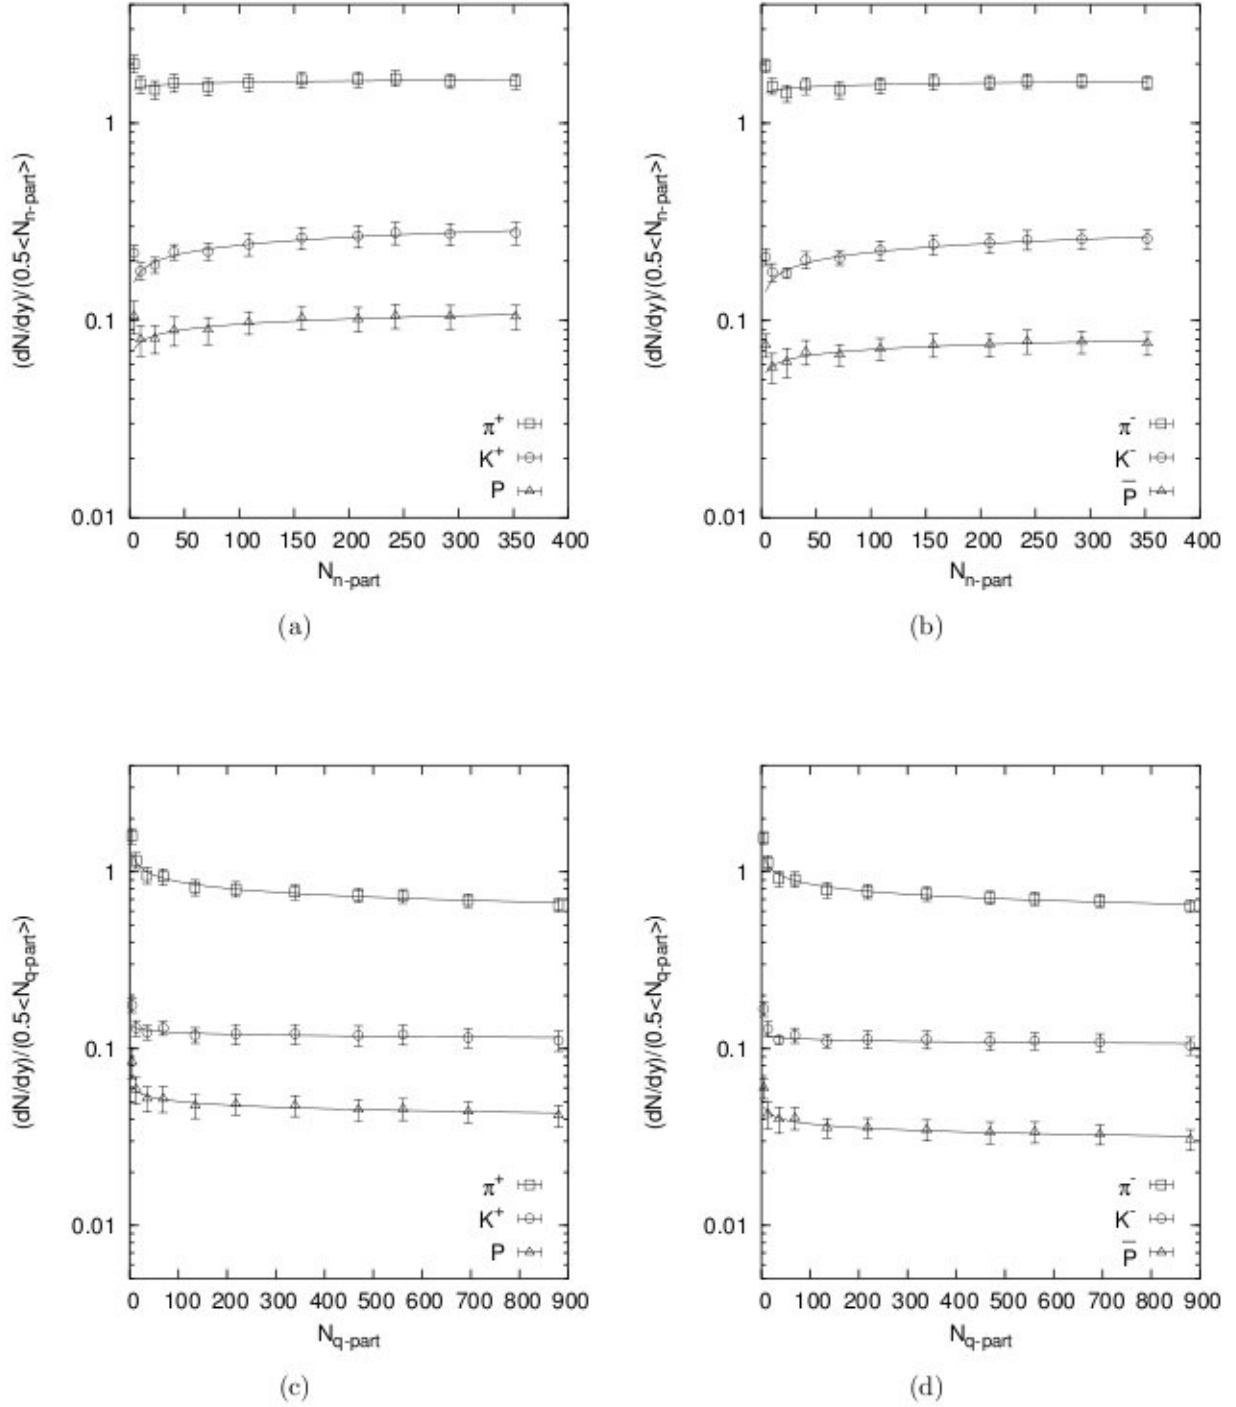 (dN/dy)/(0.5<N_n-part>)
1
0.1
0.01
π⁺
K⁺
P
0 50 100 150 200 250 300 350 400
N_n-part
(a)
(dN/dy)/(0.5<N_n-part>)
1
0.1
0.01
π⁻
K⁻
P̅
0 50 100 150 200 250 300 350 400
N_n-part
(b)
(dN/dy)/(0.5<N_q-part>)
1
0.1
0.01
π⁺
K⁺
P
0 100 200 300 400 500 600 700 800 900
N_q-part
(c)
(dN/dy)/(0.5<N_q-part>)
1
0.1
0.01
π⁻
K⁻
P̅
0 100 200 300 400 500 600 700 800 900
N_q-part
(d)